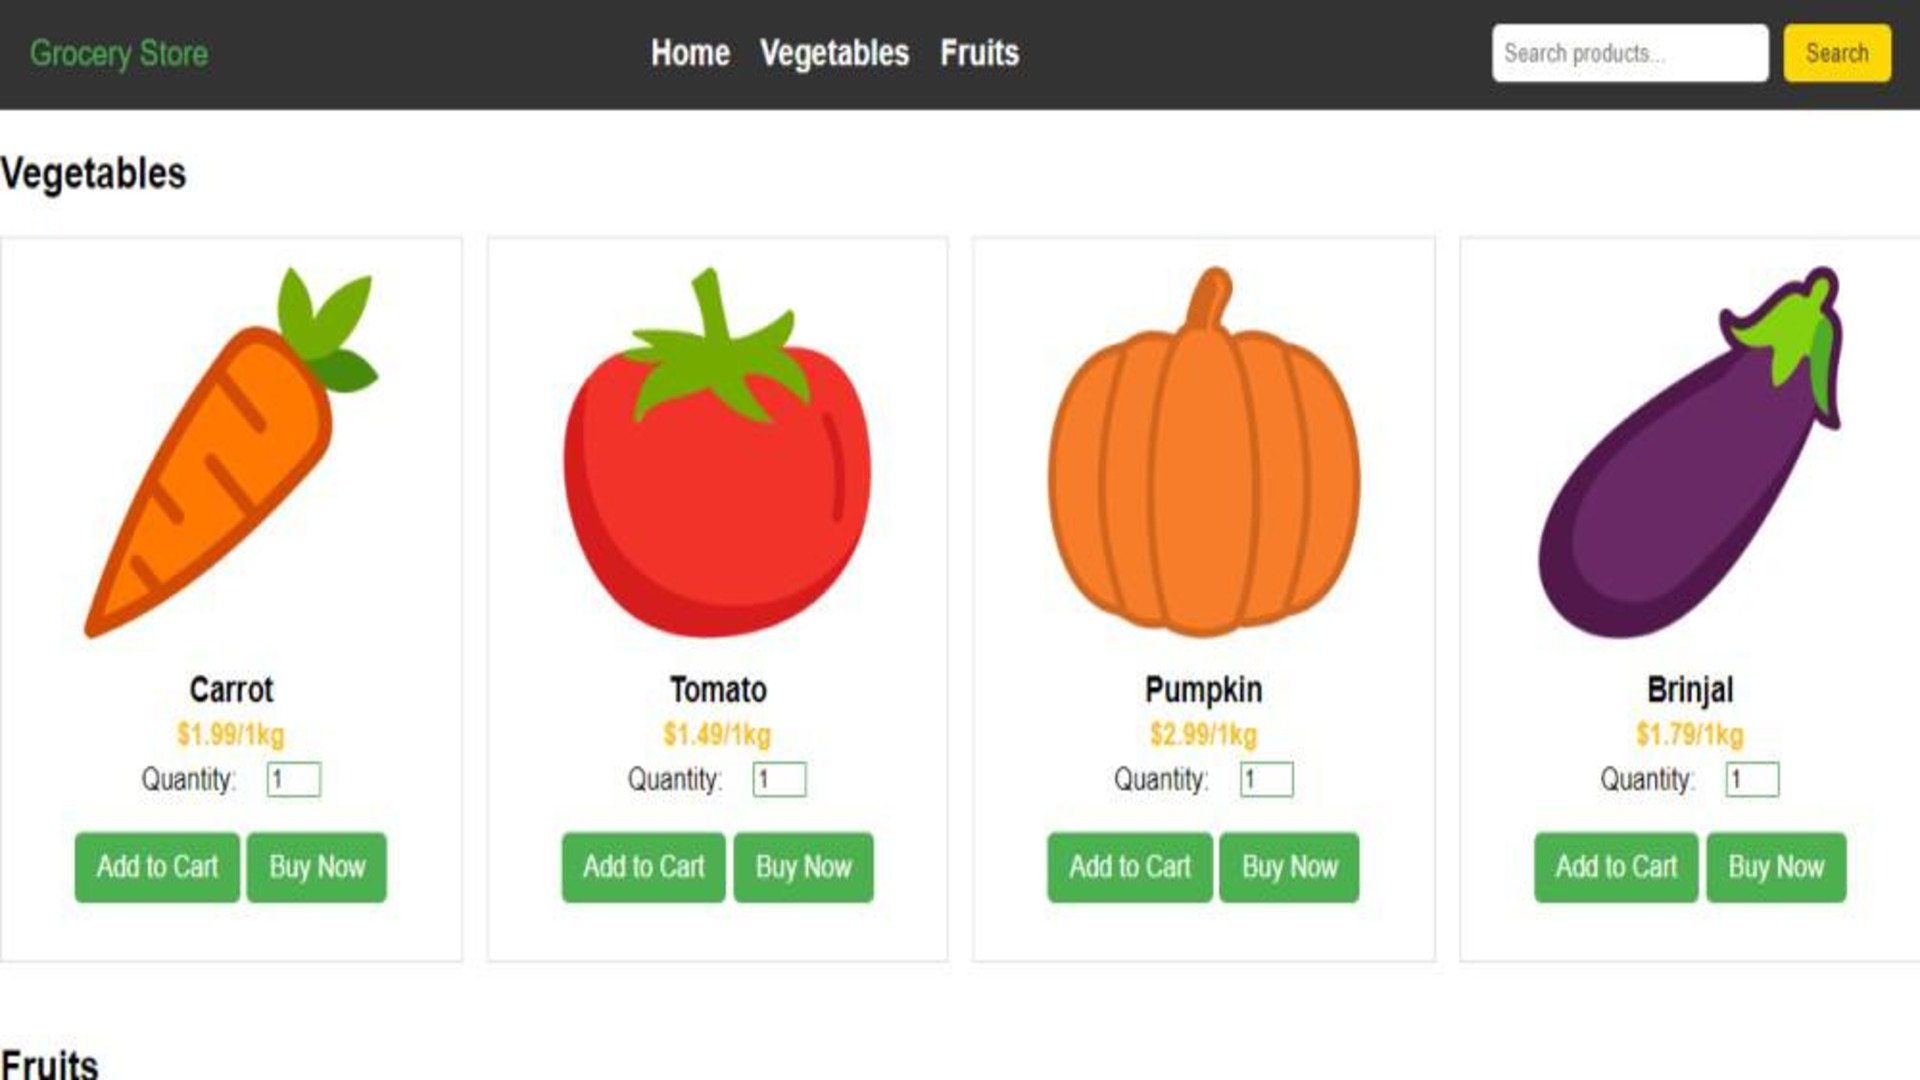 Grocery Store
Home Vegetables Fruits
Search products... Search
Vegetables
Carrot
$1.99/1kg
Quantity: 1
Add to Cart Buy Now
Tomato
$1.49/1kg
Quantity: 1
Add to Cart Buy Now
Pumpkin
$2.99/1kg
Quantity: 1
Add to Cart Buy Now
Brinjal
$1.79/1kg
Quantity: 1
Add to Cart Buy Now
Fruits